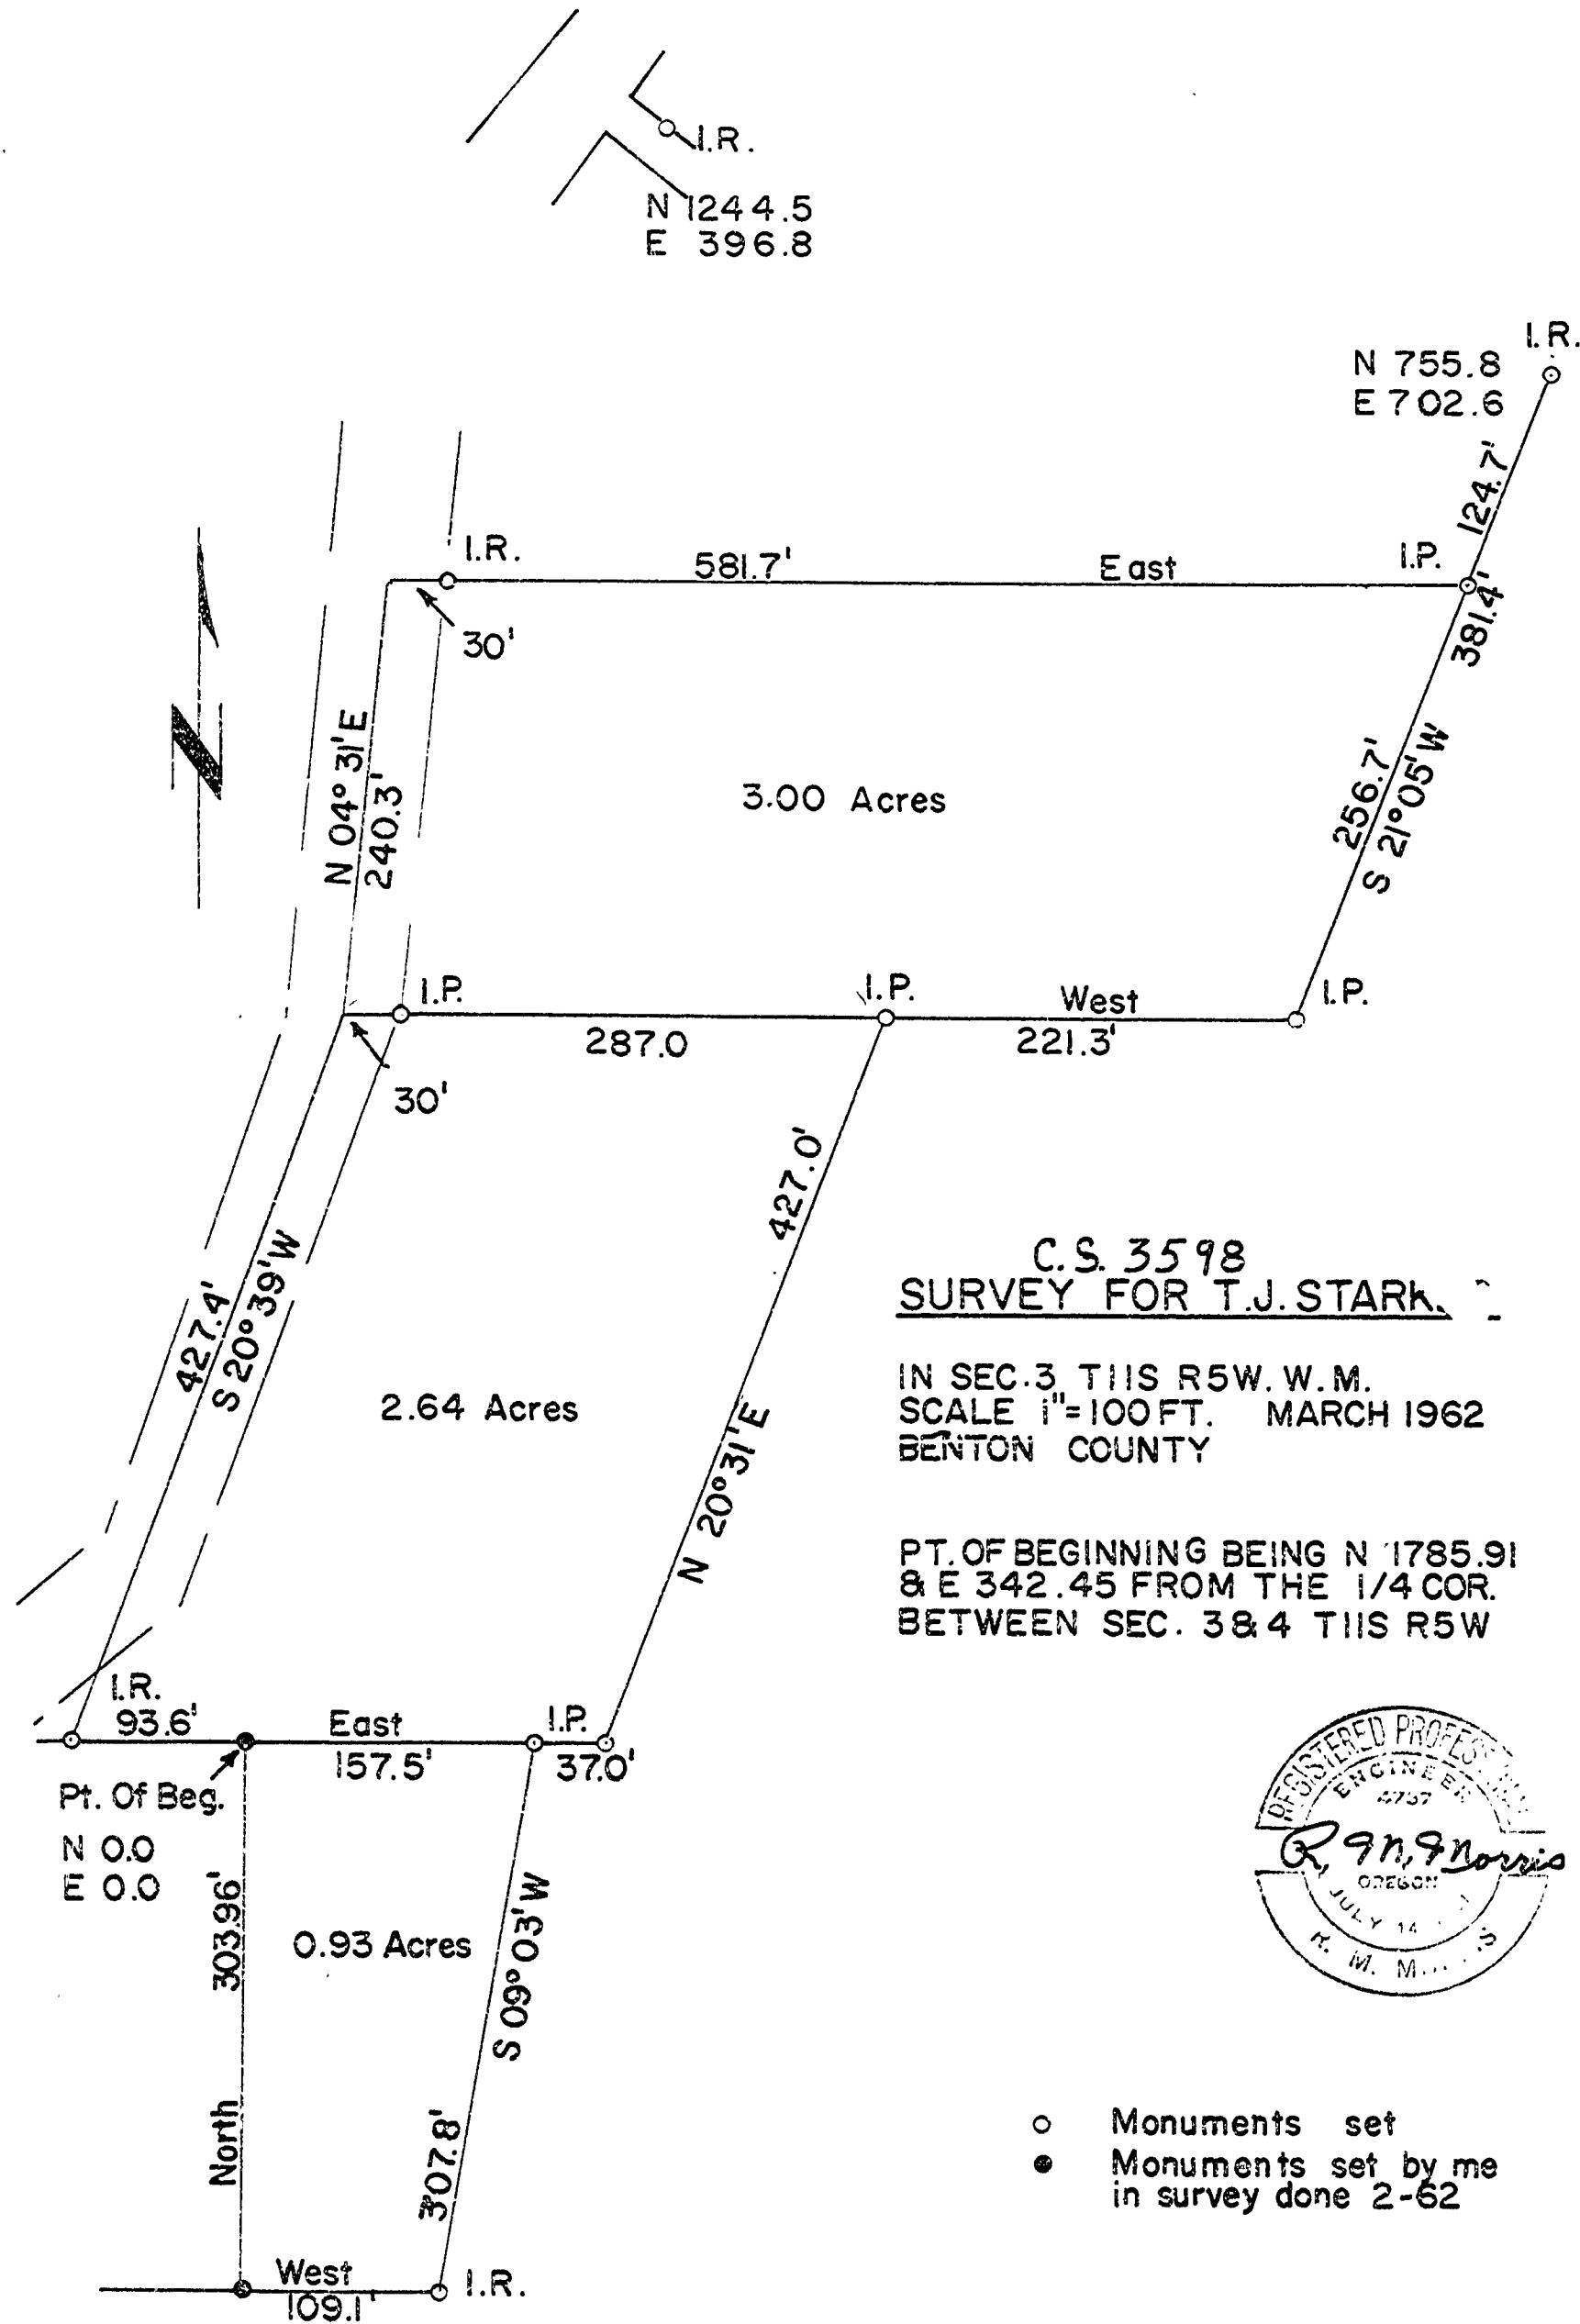 I.R.
N 1244.5
E 396.8
I.R.
N 755.8
E 702.6
124.7'
I.R.
581.7'
East
I.P.
30'
381.4'
N
N 04° 31' E
240.3'
3.00 Acres
256.7'
S 21°05' W
I.P.
I.P.
West
I.P.
287.0
221.3'
30'
427.0'
N 20°31' E
427.4'
S 20°39' W
2.64 Acres
C.S. 3598
SURVEY FOR T.J. STARK
IN SEC.3 T11S R5W. W.M.
SCALE 1"=100 FT. MARCH 1962
BENTON COUNTY
PT. OF BEGINNING BEING N 1785.91
& E 342.45 FROM THE 1/4 COR.
BETWEEN SEC. 3&4 T11S R5W
I.R.
93.6'
East
157.5'
I.P.
37.0'
Pt. Of Beg.
N 0.0
E 0.0
North 303.96'
0.93 Acres
S 09° 03' W
307.8'
West
109.1'
I.R.
REGISTERED
ENGINEER
R. M. Morris
OREGON
JULY 14
R. M.
Monuments set
Monuments set by me
in survey done 2-62